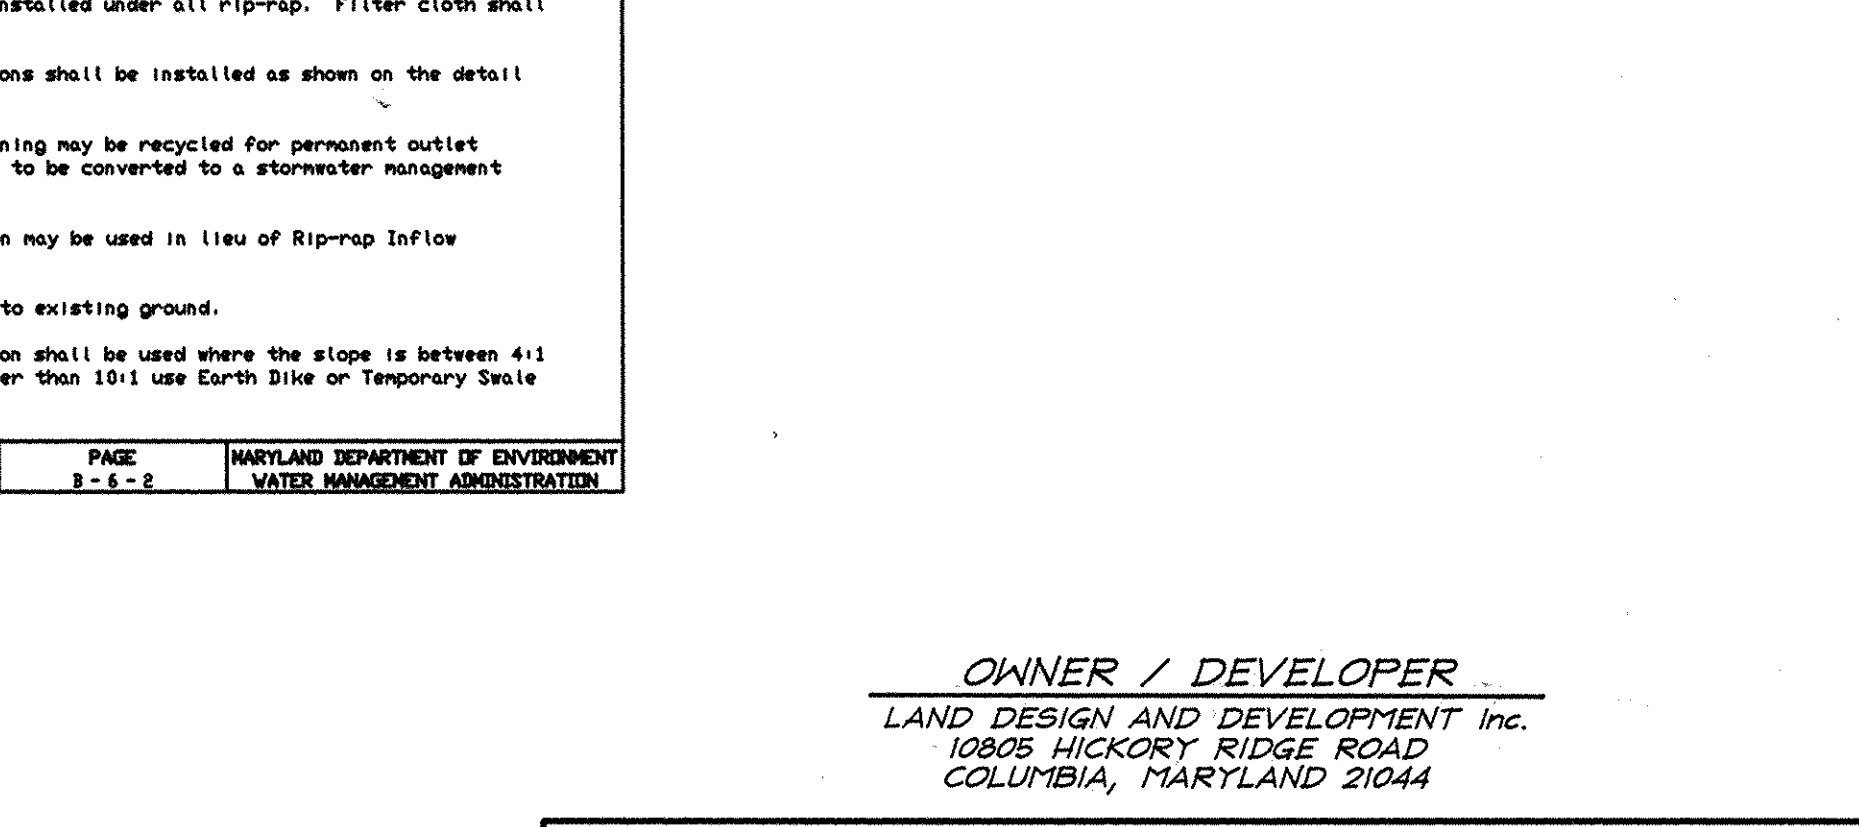 nstalled under all rip-rap. Filter cloth shall
ons shall be installed as shown on the detail
ning may be recycled for permanent outlet
to be converted to a stormwater management
n may be used in lieu of Rip-rap Inflow
to existing ground.
on shall be used where the slope is between 4:1
er than 10:1 use Earth Dike or Temporary Swale
PAGE
B - 6 - 2
MARYLAND DEPARTMENT OF ENVIRONMENT
WATER MANAGEMENT ADMINISTRATION
OWNER / DEVELOPER
LAND DESIGN AND DEVELOPMENT Inc.
10805 HICKORY RIDGE ROAD
COLUMBIA, MARYLAND 21044